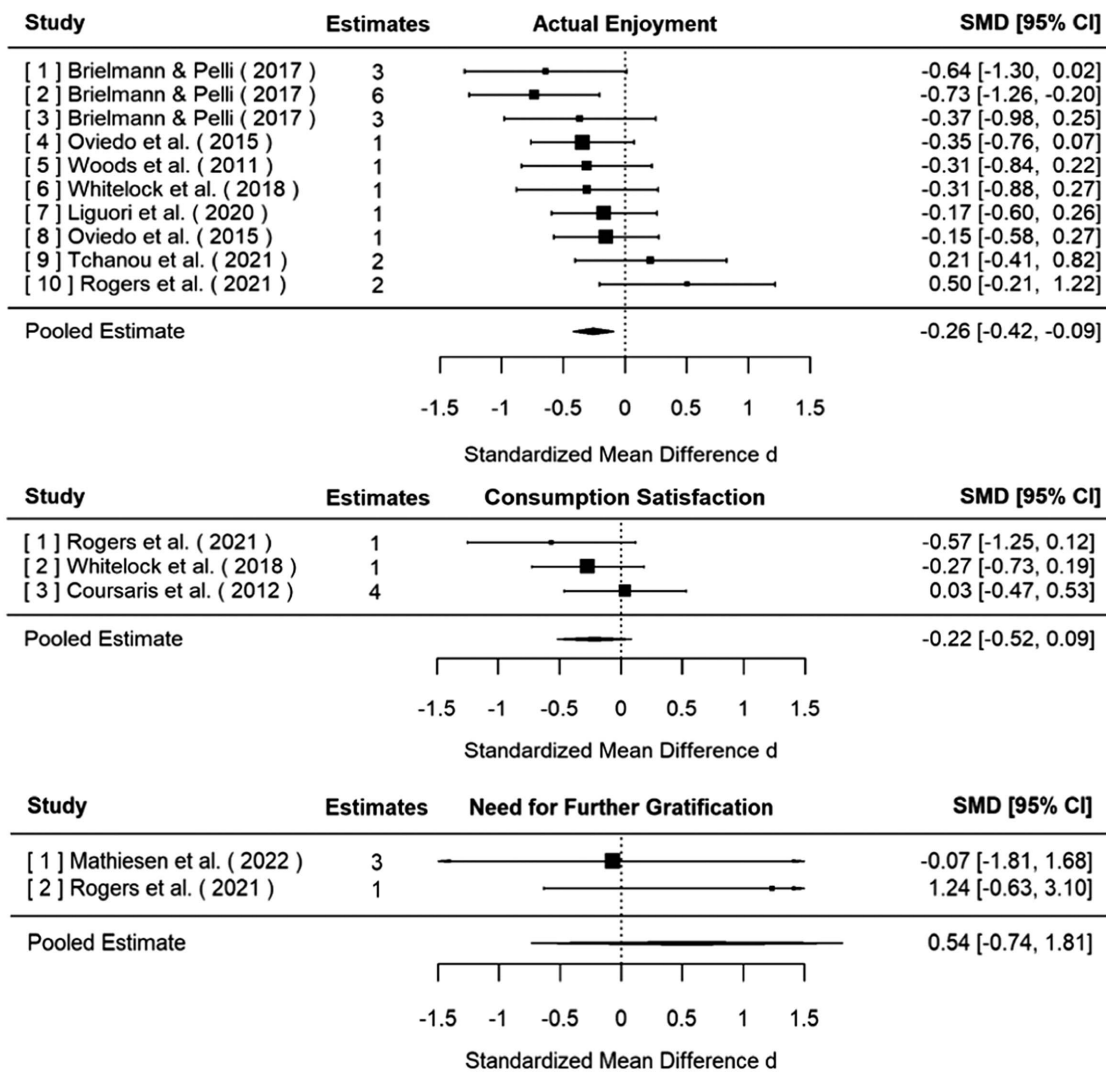 Study Estimates Actual Enjoyment SMD [95% CI]
[ 1 ] Brielmann & Pelli ( 2017 ) 3 -0.64 [-1.30, 0.02]
[ 2 ] Brielmann & Pelli ( 2017 ) 6 -0.73 [-1.26, -0.20]
[ 3 ] Brielmann & Pelli ( 2017 ) 3 -0.37 [-0.98, 0.25]
[ 4 ] Oviedo et al. ( 2015 ) 1 -0.35 [-0.76, 0.07]
[ 5 ] Woods et al. ( 2011 ) 1 -0.31 [-0.84, 0.22]
[ 6 ] Whitelock et al. ( 2018 ) 1 -0.31 [-0.88, 0.27]
[ 7 ] Liguori et al. ( 2020 ) 1 -0.17 [-0.60, 0.26]
[ 8 ] Oviedo et al. ( 2015 ) 1 -0.15 [-0.58, 0.27]
[ 9 ] Tchanou et al. ( 2021 ) 2 0.21 [-0.41, 0.82]
[ 10 ] Rogers et al. ( 2021 ) 2 0.50 [-0.21, 1.22]
Pooled Estimate -0.26 [-0.42, -0.09]
-1.5 -1 -0.5 0 0.5 1 1.5
Standardized Mean Difference d
Study Estimates Consumption Satisfaction SMD [95% CI]
[ 1 ] Rogers et al. ( 2021 ) 1 -0.57 [-1.25, 0.12]
[ 2 ] Whitelock et al. ( 2018 ) 1 -0.27 [-0.73, 0.19]
[ 3 ] Coursaris et al. ( 2012 ) 4 0.03 [-0.47, 0.53]
Pooled Estimate -0.22 [-0.52, 0.09]
-1.5 -1 -0.5 0 0.5 1 1.5
Standardized Mean Difference d
Study Estimates Need for Further Gratification SMD [95% CI]
[ 1 ] Mathiesen et al. ( 2022 ) 3 -0.07 [-1.81, 1.68]
[ 2 ] Rogers et al. ( 2021 ) 1 1.24 [-0.63, 3.10]
Pooled Estimate 0.54 [-0.74, 1.81]
-1.5 -1 -0.5 0 0.5 1 1.5
Standardized Mean Difference d